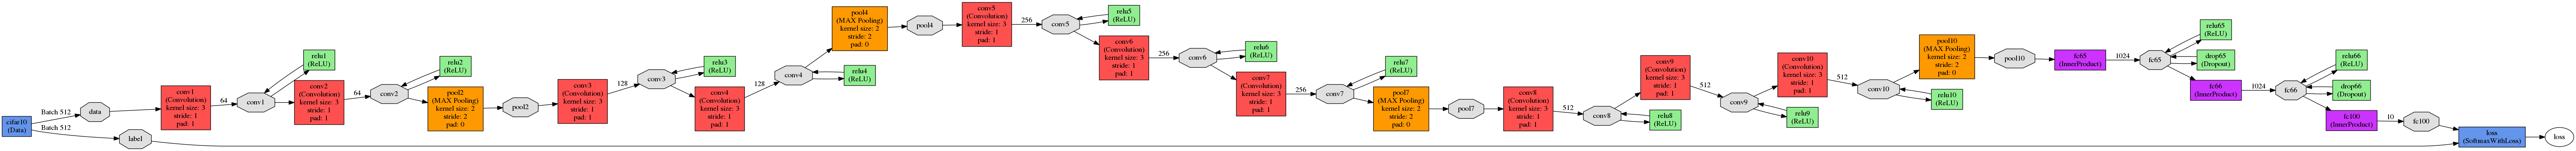 cifar10
(Data)
Batch 512
Batch 512
data
label
conv1
(Convolution)
kernel size: 3
stride: 1
pad: 1
64
conv1
relu1
(ReLU)
conv2
(Convolution)
kernel size: 3
stride: 1
pad: 1
64
conv2
relu2
(ReLU)
pool2
(MAX Pooling)
kernel size: 2
stride: 2
pad: 0
pool2
conv3
(Convolution)
kernel size: 3
stride: 1
pad: 1
128
conv3
relu3
(ReLU)
conv4
(Convolution)
kernel size: 3
stride: 1
pad: 1
128
conv4
relu4
(ReLU)
pool4
(MAX Pooling)
kernel size: 2
stride: 2
pad: 0
pool4
conv5
(Convolution)
kernel size: 3
stride: 1
pad: 1
256
conv5
relu5
(ReLU)
conv6
(Convolution)
kernel size: 3
stride: 1
pad: 1
256
conv6
relu6
(ReLU)
conv7
(Convolution)
kernel size: 3
stride: 1
pad: 1
256
conv7
relu7
(ReLU)
pool7
(MAX Pooling)
kernel size: 2
stride: 2
pad: 0
pool7
conv8
(Convolution)
kernel size: 3
stride: 1
pad: 1
512
conv8
relu8
(ReLU)
conv9
(Convolution)
kernel size: 3
stride: 1
pad: 1
512
conv9
relu9
(ReLU)
conv10
(Convolution)
kernel size: 3
stride: 1
pad: 1
512
conv10
relu10
(ReLU)
pool10
(MAX Pooling)
kernel size: 2
stride: 2
pad: 0
pool10
fc65
(InnerProduct)
1024
fc65
relu65
(ReLU)
drop65
(Dropout)
fc66
(InnerProduct)
1024
fc66
relu66
(ReLU)
drop66
(Dropout)
fc100
(InnerProduct)
10
fc100
loss
(SoftmaxWithLoss)
loss